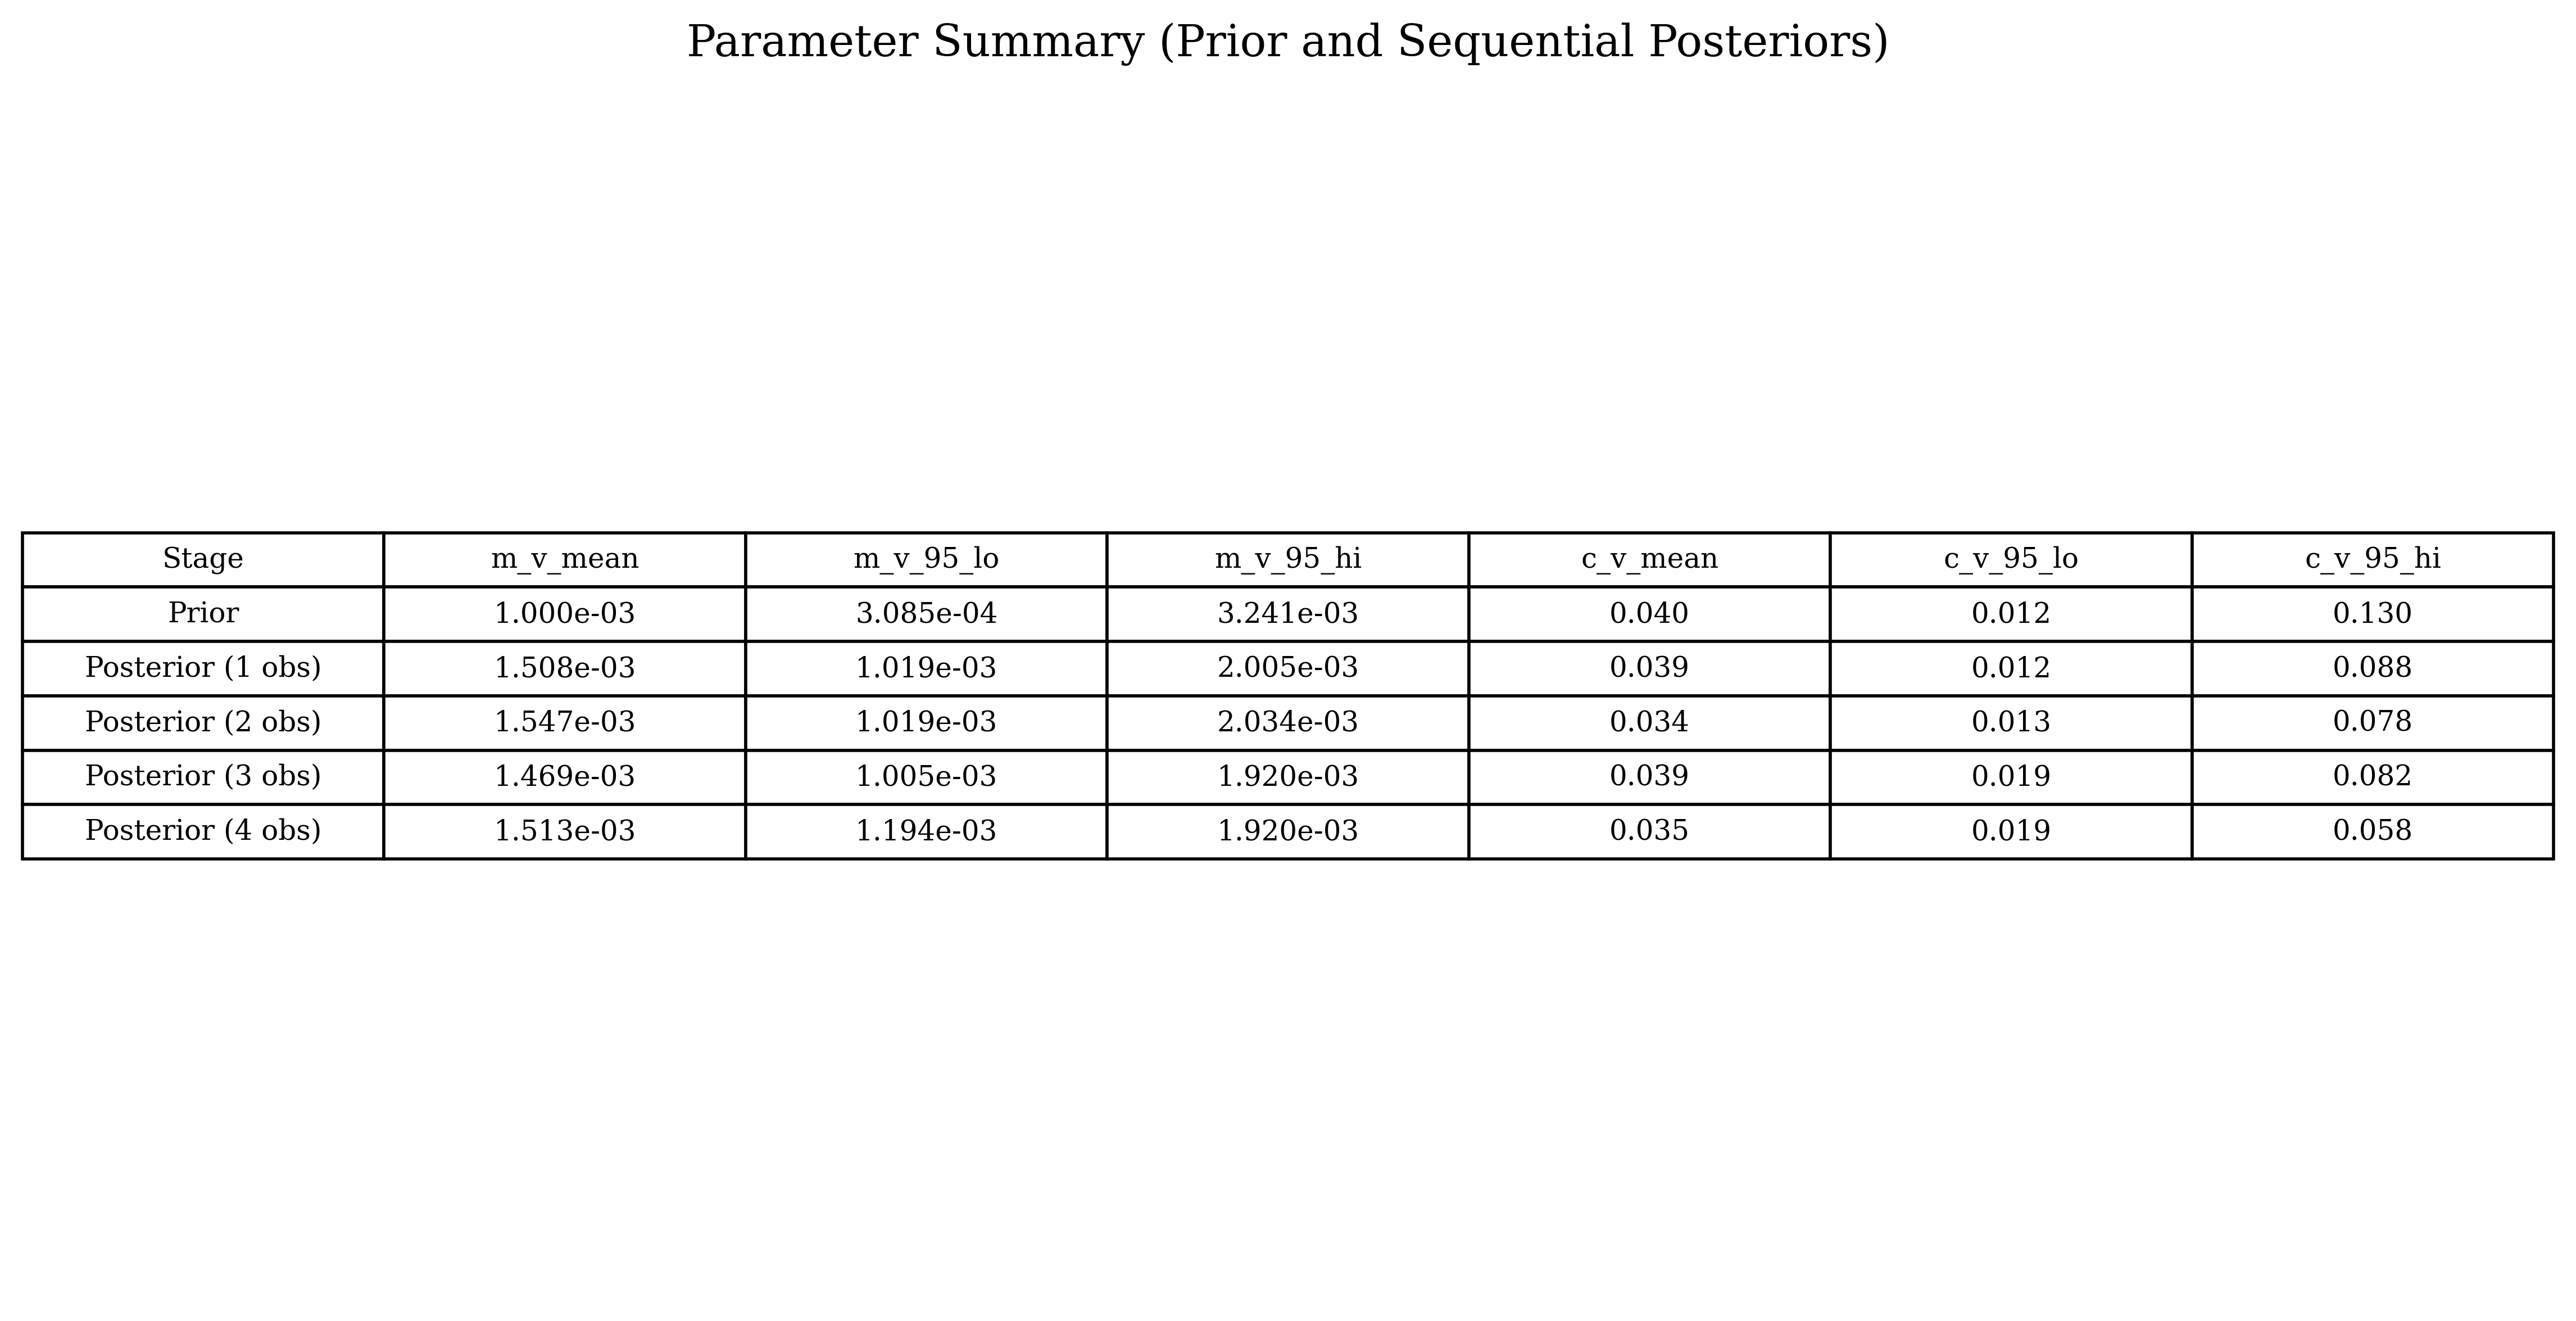 Parameter Summary (Prior and Sequential Posteriors)
Stage m_v_mean m_v_95_lo m_v_95_hi c_v_mean c_v_95_lo c_v_95_hi
Prior 1.000e-03 3.085e-04 3.241e-03 0.040 0.012 0.130
Posterior (1 obs) 1.508e-03 1.019e-03 2.005e-03 0.039 0.012 0.088
Posterior (2 obs) 1.547e-03 1.019e-03 2.034e-03 0.034 0.013 0.078
Posterior (3 obs) 1.469e-03 1.005e-03 1.920e-03 0.039 0.019 0.082
Posterior (4 obs) 1.513e-03 1.194e-03 1.920e-03 0.035 0.019 0.058